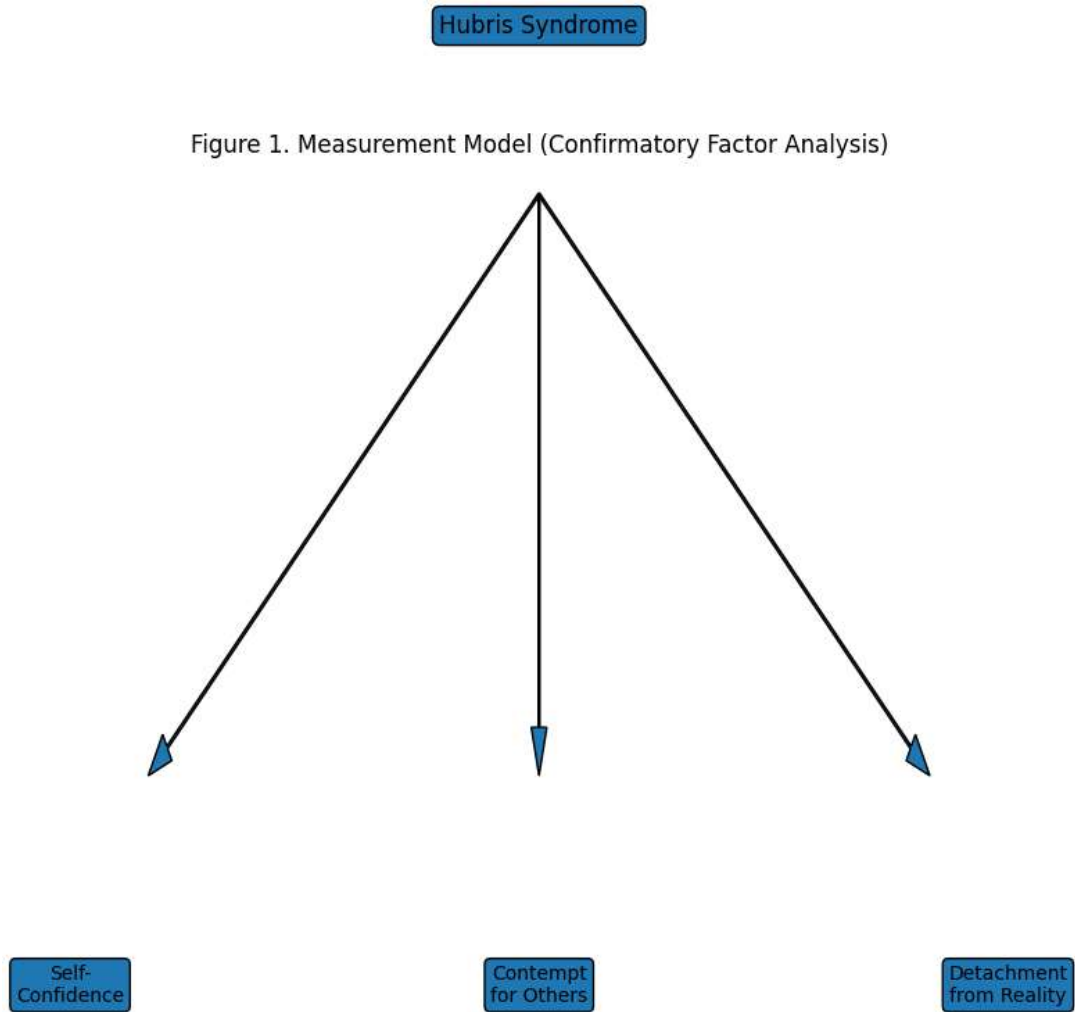 Hubris Syndrome
Figure 1. Measurement Model (Confirmatory Factor Analysis)
Self-
Confidence
Contempt
for Others
Detachment
from Reality